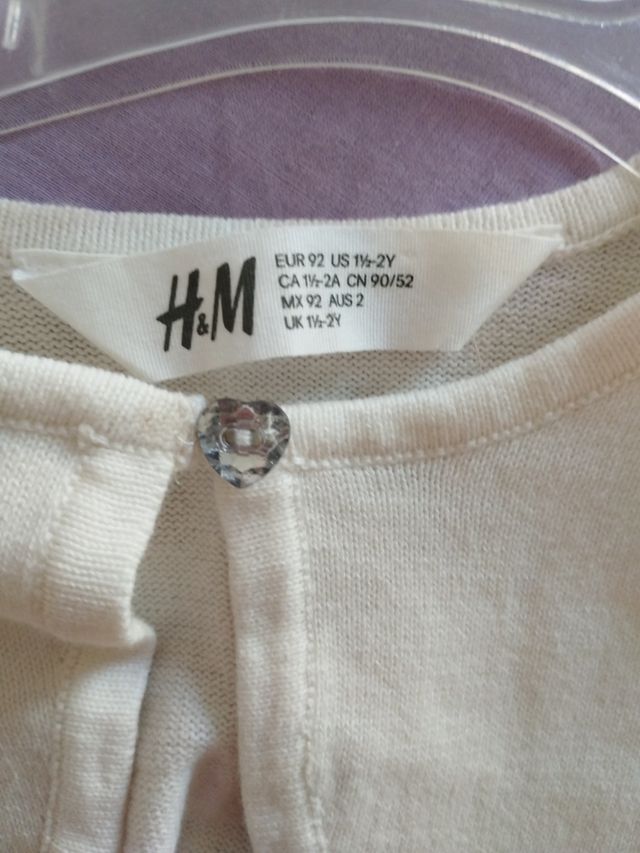 H&M
EUR 92 US 1½-2Y
CA 1½-2A CN 90/52
MX 92 AUS 2
UK 1½-2Y